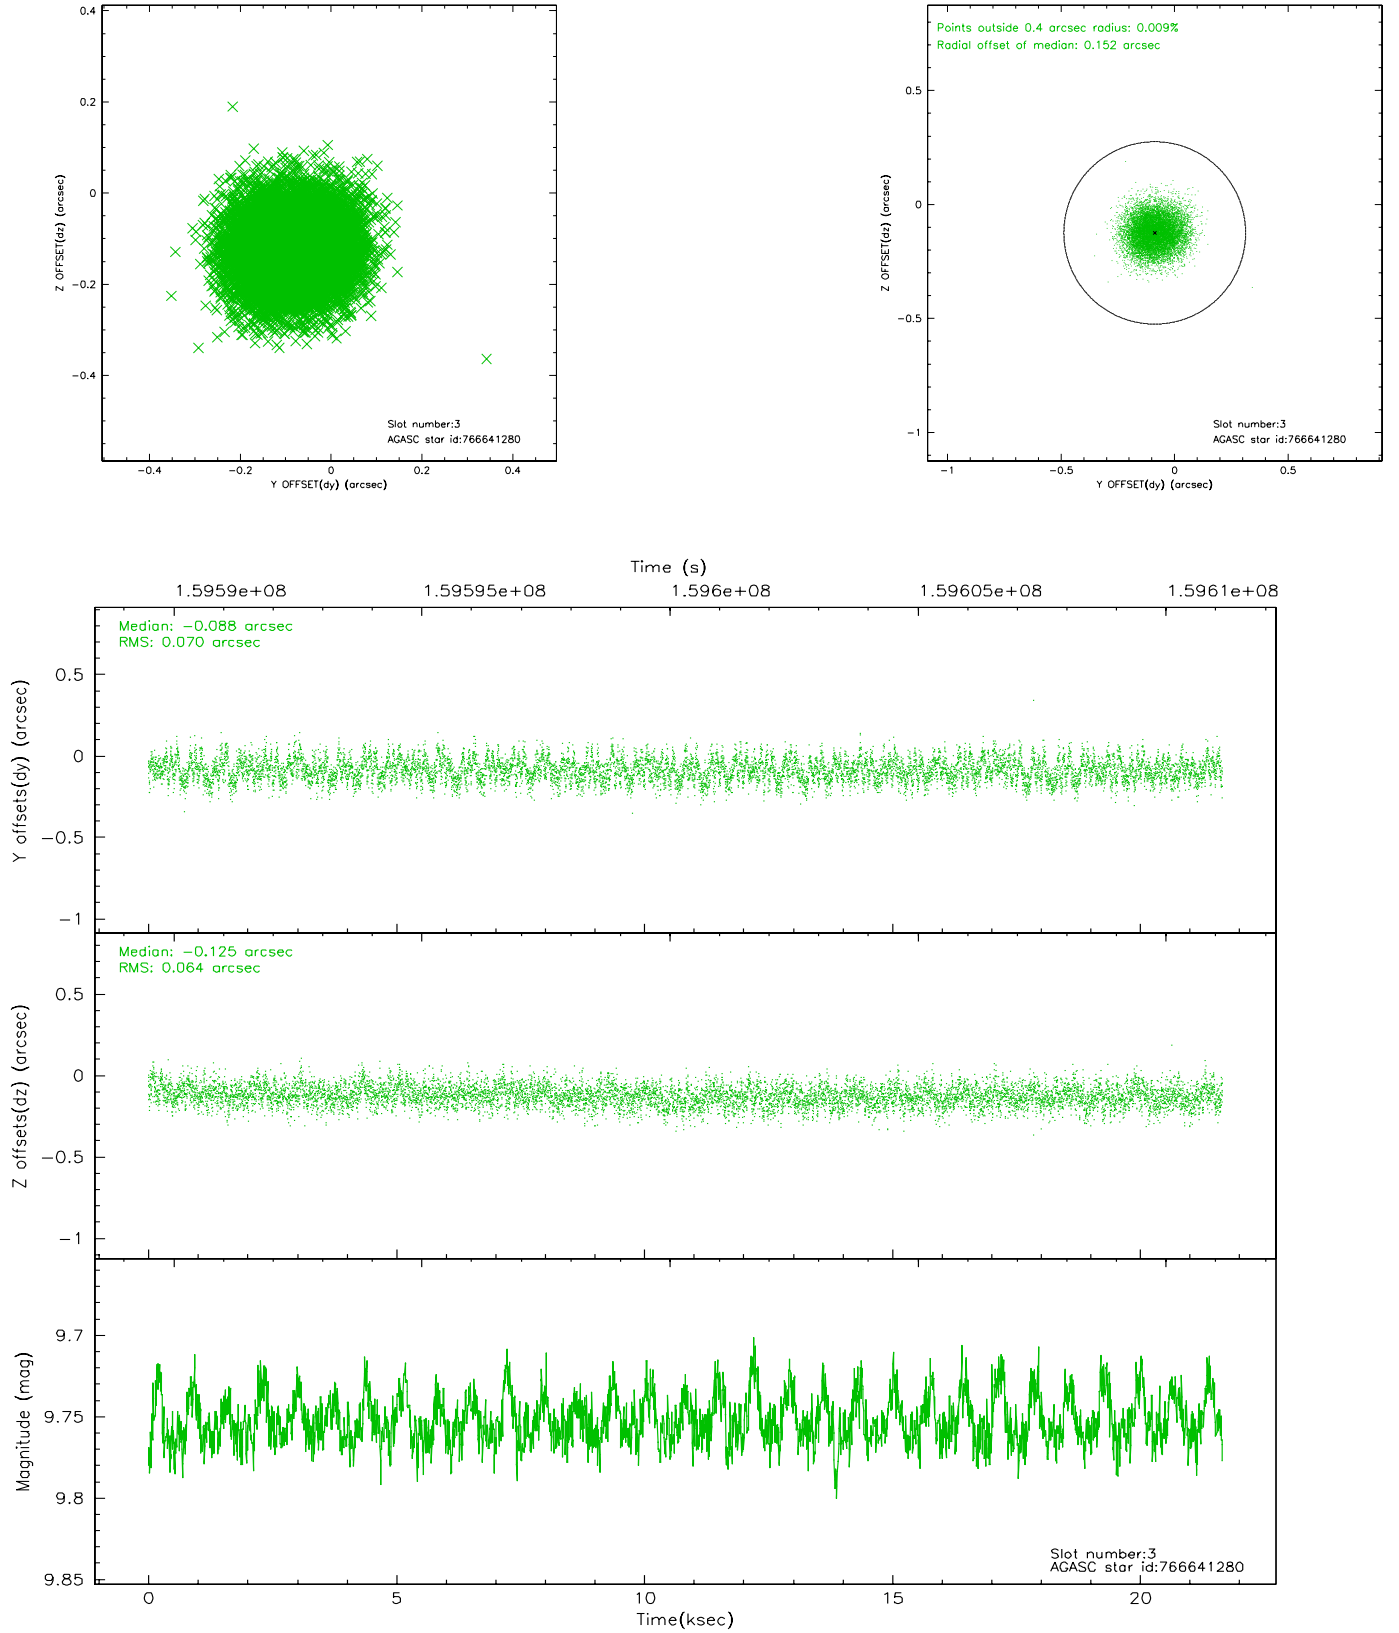 0.4
0.2
0
−0.2
−0.4
Z OFFSET(dz) (arcsec)
Slot number:3
AGASC star id:766641280
−0.4 −0.2 0 0.2 0.4
Y OFFSET(dy) (arcsec)
Points outside 0.4 arcsec radius: 0.009%
Radial offset of median: 0.152 arcsec
0.5
0
−0.5
−1
Z OFFSET(dz) (arcsec)
Slot number:3
AGASC star id:766641280
−1 −0.5 0 0.5
Y OFFSET(dy) (arcsec)
Time (s)
1.5959e+08 1.59595e+08 1.596e+08 1.59605e+08 1.5961e+08
Median: −0.088 arcsec
RMS: 0.070 arcsec
0.5
0
−0.5
−1
Y offsets(dy) (arcsec)
Median: −0.125 arcsec
RMS: 0.064 arcsec
0.5
0
−0.5
−1
Z offsets(dz) (arcsec)
9.7
9.75
9.8
9.85
Magnitude (mag)
Slot number:3
AGASC star id:766641280
0 5 10 15 20
Time(ksec)